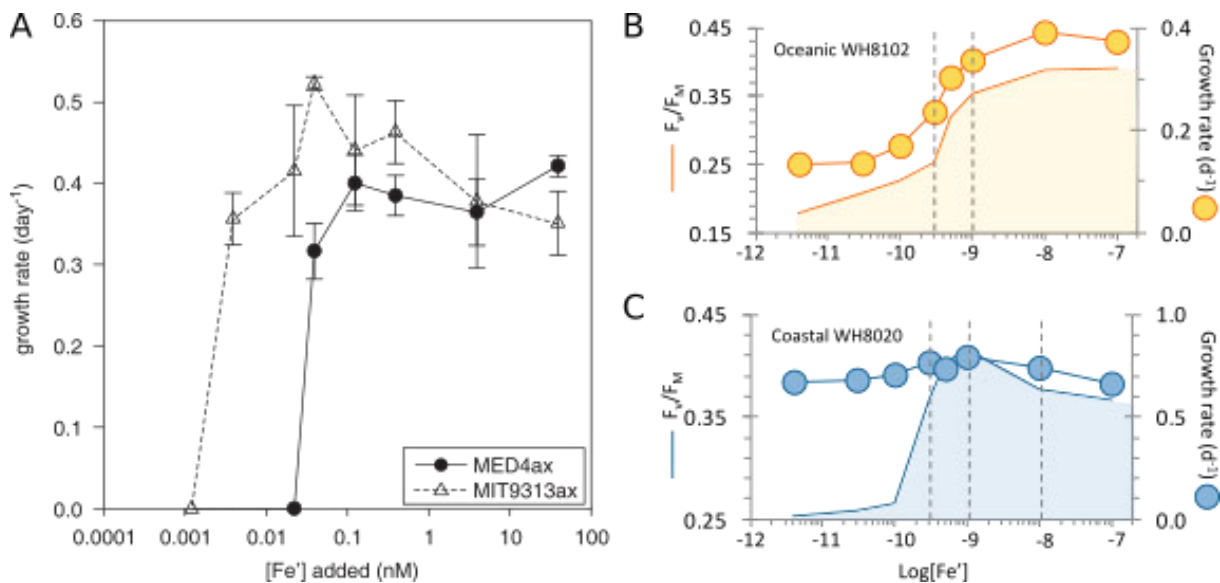 A
growth rate (day-1)
0.6
0.5
0.4
0.3
0.2
0.1
0.0
MED4ax
MIT9313ax
0.0001 0.001 0.01 0.1 1 10 100
[Fe'] added (nM)
B
Oceanic WH8102
Fv/FM
0.45
0.35
0.25
0.15
0.4
0.2
0.0
Growth rate (d-1)
-12 -11 -10 -9 -8 -7
C
Coastal WH8020
Fv/FM
0.45
0.35
0.25
1.0
0.5
0.0
Growth rate (d-1)
-12 -11 -10 -9 -8 -7
Log[Fe']